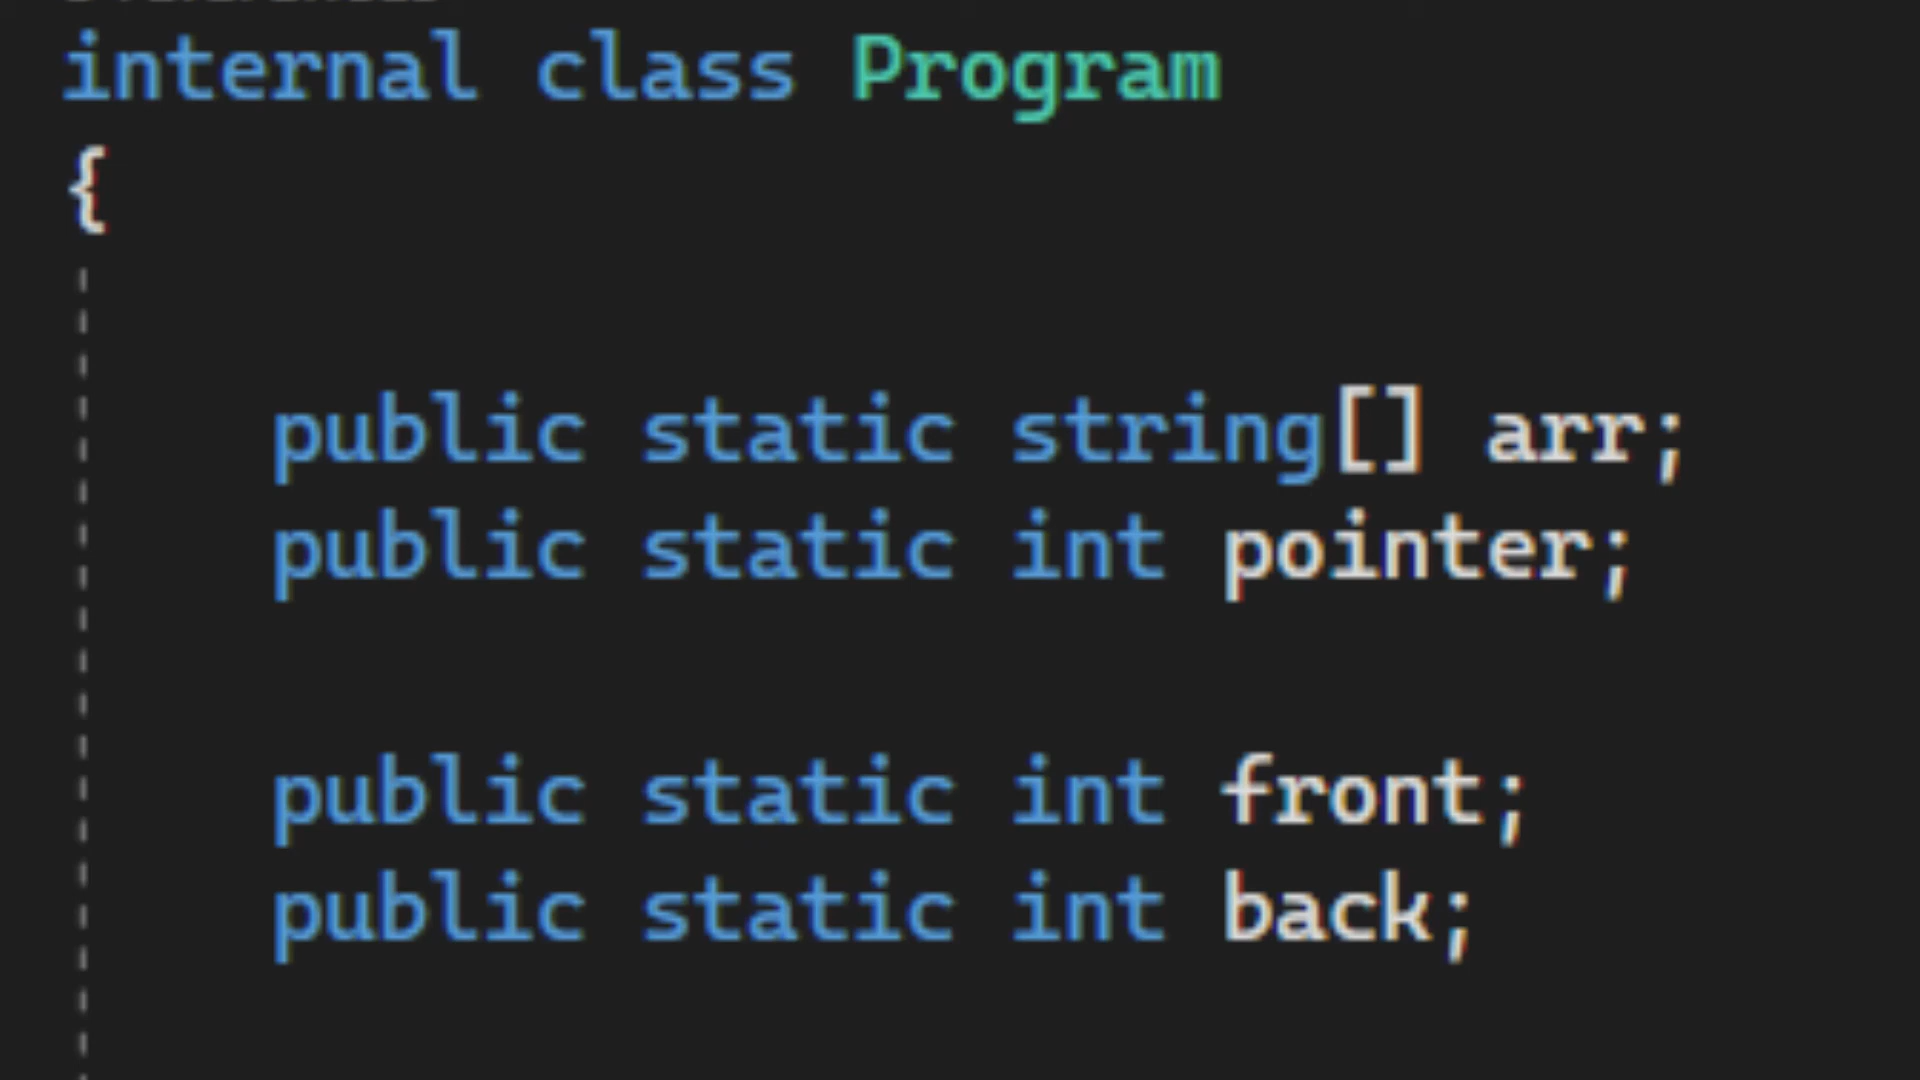 internal class Program
{
public static string[] arr;
public static int pointer;
public static int front;
public static int back;